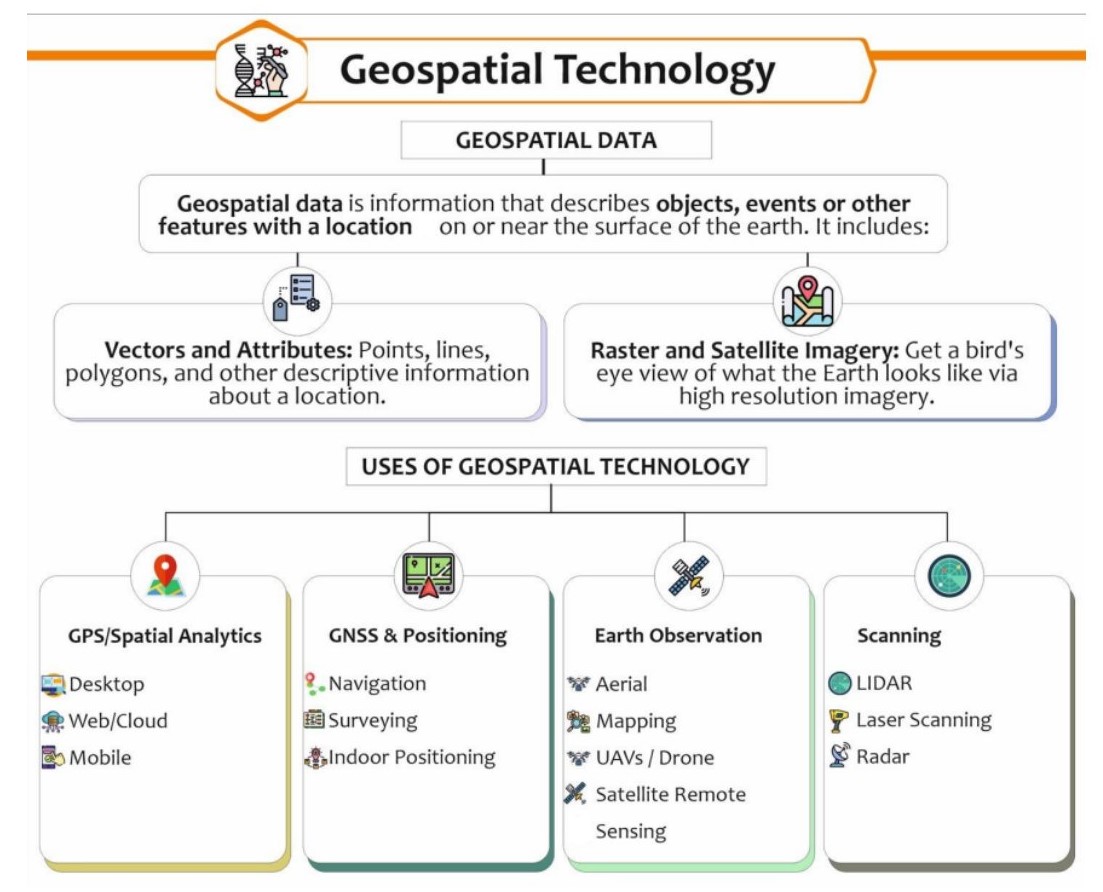 Geospatial Technology
GEOSPATIAL DATA
Geospatial data is information that describes objects, events or other
features with a location on or near the surface of the earth. It includes:
Vectors and Attributes: Points, lines,
polygons, and other descriptive information
about a location.
Raster and Satellite Imagery: Get a bird's
eye view of what the Earth looks like via
high resolution imagery.
USES OF GEOSPATIAL TECHNOLOGY
GPS/Spatial Analytics
Desktop
Web/Cloud
Mobile
GNSS & Positioning
Navigation
Surveying
Indoor Positioning
Earth Observation
Aerial
Mapping
UAVs / Drone
Satellite Remote
Sensing
Scanning
LIDAR
Laser Scanning
Radar